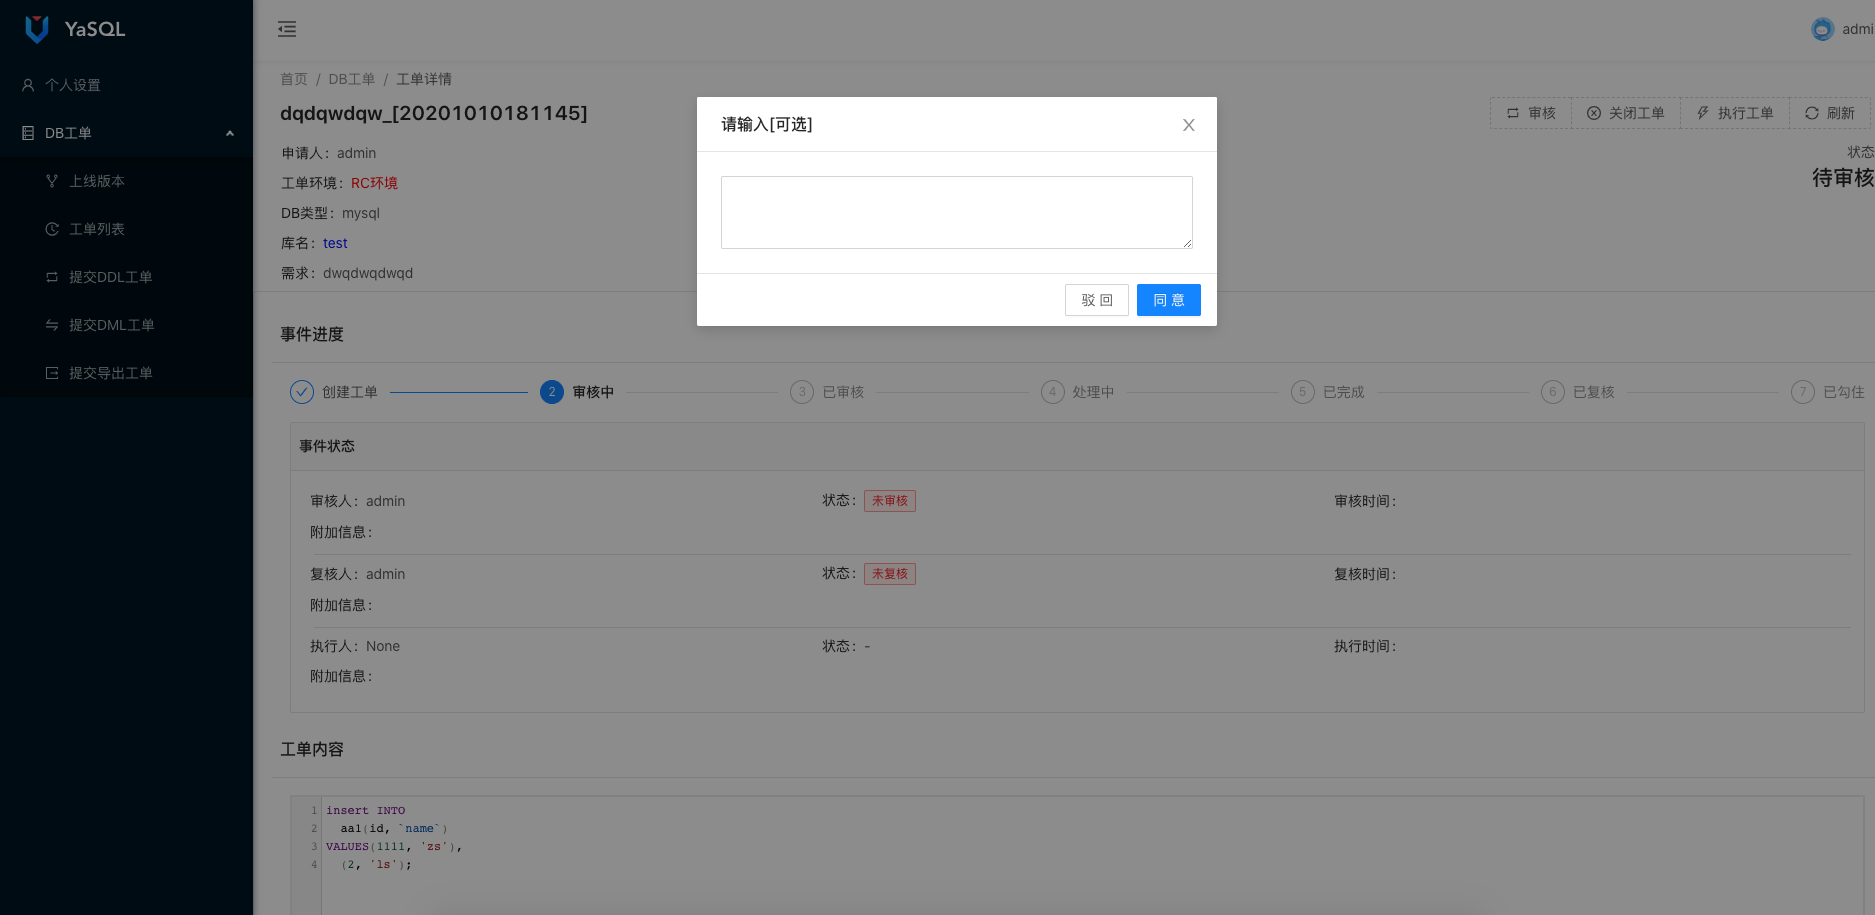 YaSQL
个人设置
DB工单
上线版本
工单列表
提交DDL工单
提交DML工单
提交导出工单
admi
首页 / DB工单 / 工单详情
dqdqwdqw_[20201010181145]
审核 关闭工单 执行工单 刷新
申请人：admin
工单环境：RC环境
DB类型：mysql
库名：test
需求：dwqdwqdwqd
状态
待审核
请输入[可选]
驳 回 同 意
事件进度
创建工单 2 审核中 3 已审核 4 处理中 5 已完成 6 已复核 7 已勾住
事件状态
审核人：admin 状态：未审核 审核时间：
附加信息：
复核人：admin 状态：未复核 复核时间：
附加信息：
执行人：None 状态：- 执行时间：
附加信息：
工单内容
1 insert INTO
2 aa1(id, `name`)
3 VALUES(1111, 'zs'),
4 (2, 'ls');